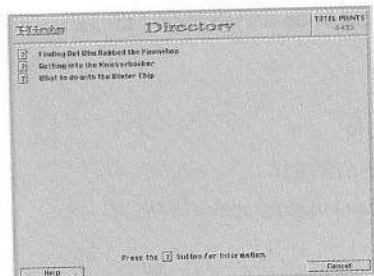 Hints
Directory
TOTAL POINTS
? Finding Out Who Robbed the Pawnshop
? Getting into the Knickerbocker
? What to do with the Winter Chip
Press the ? button for information.
Help
Cancel